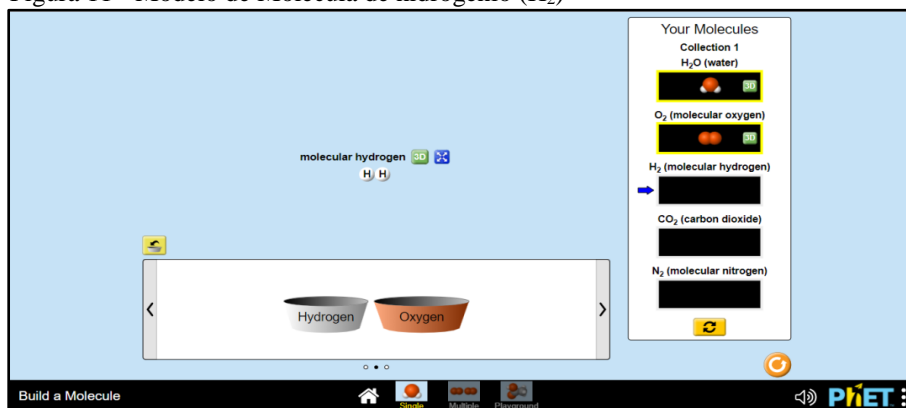 Figura 11 - Modelo de Molécula de hidrogênio (H₂)
Your Molecules
Collection 1
H₂O (water)
3D
O₂ (molecular oxygen)
3D
H₂ (molecular hydrogen)
CO₂ (carbon dioxide)
N₂ (molecular nitrogen)
molecular hydrogen 3D
H H
Hydrogen
Oxygen
Build a Molecule
Single
Multiple
Playground
PhET